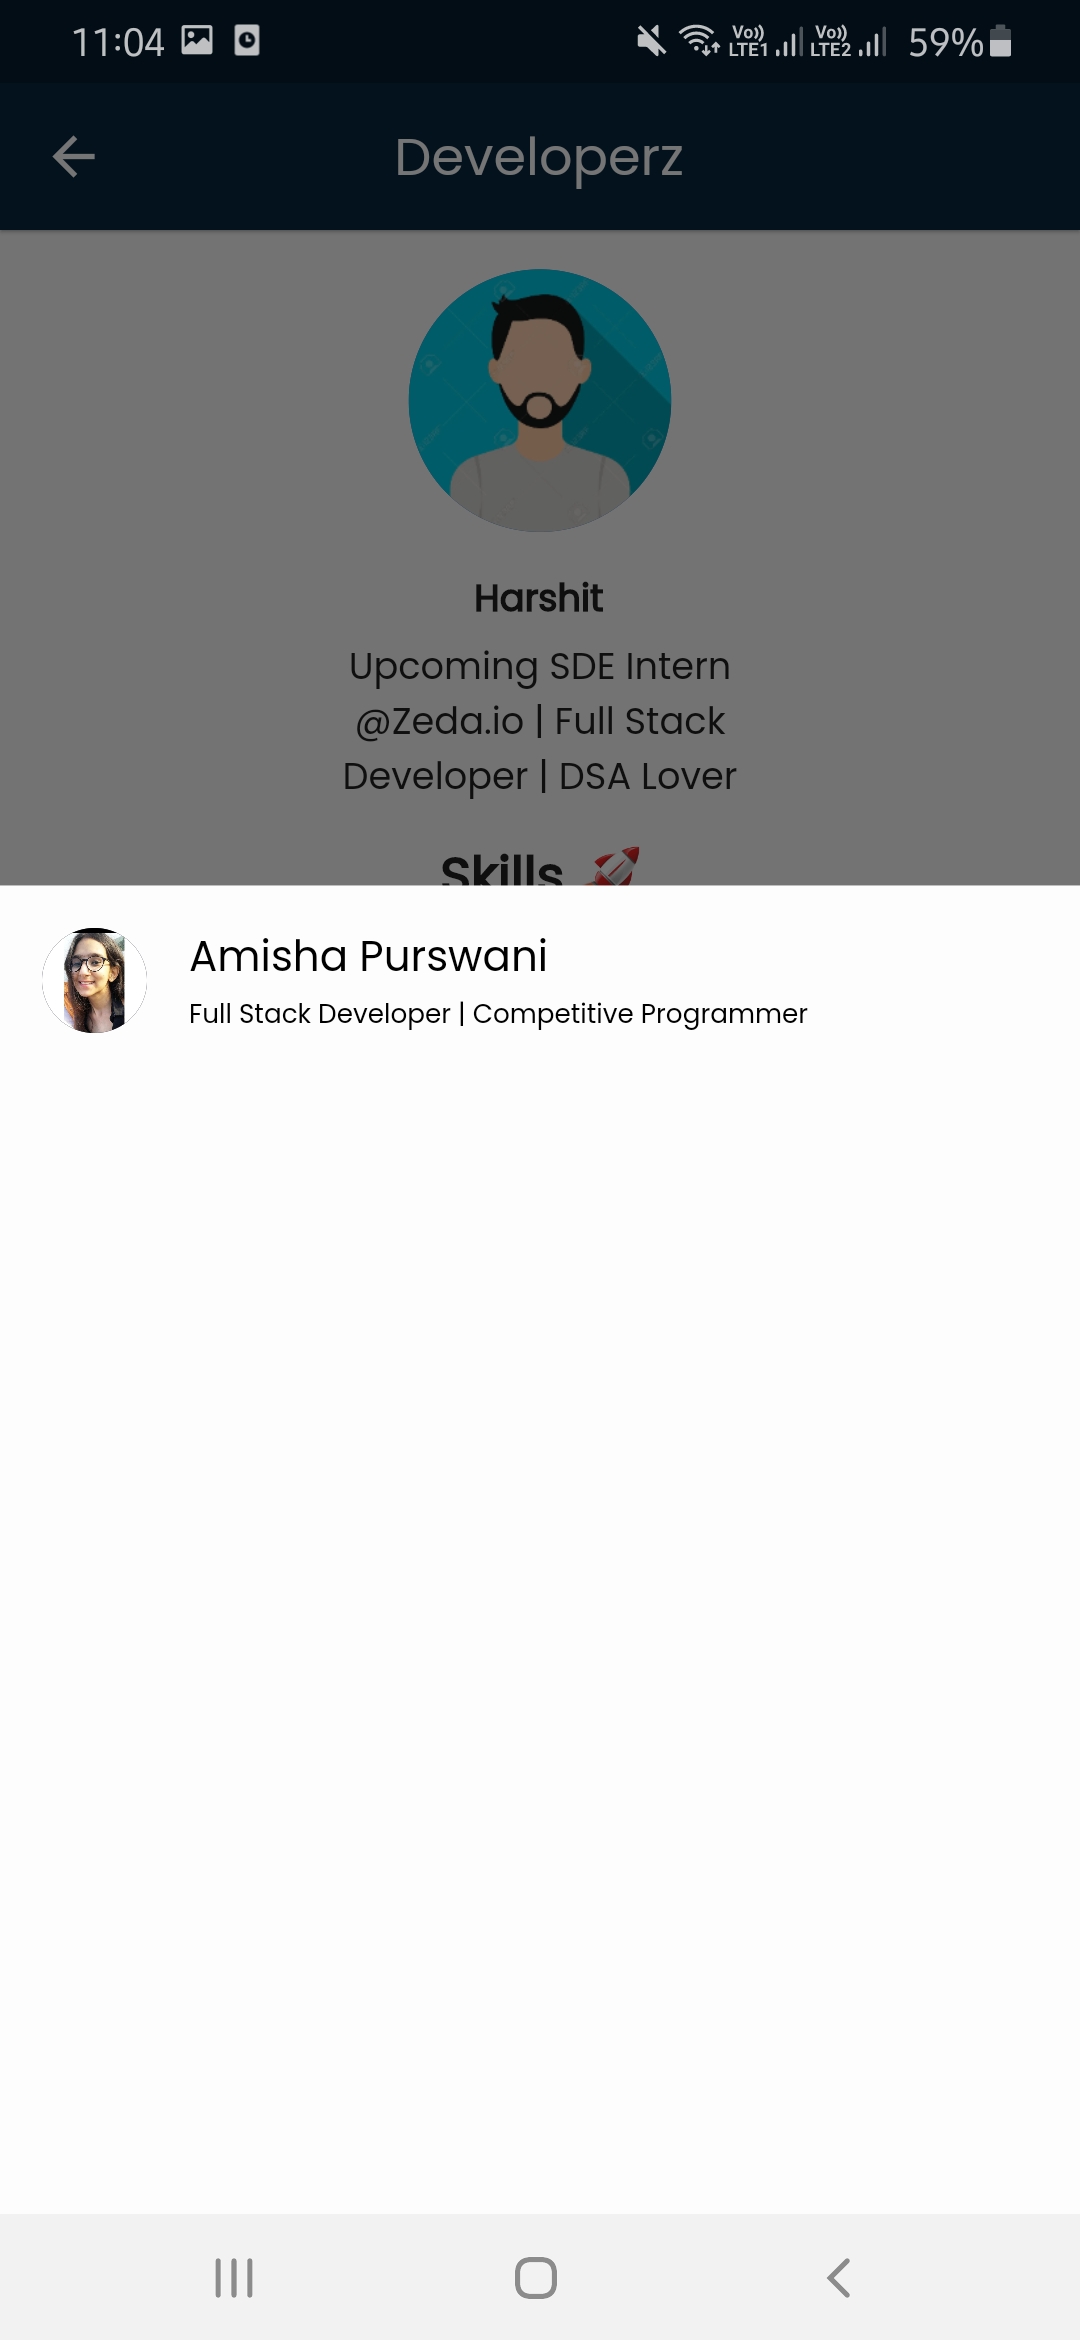 11:04
Vo)) LTE1 Vo)) LTE2 59%
Developerz
Harshit
Upcoming SDE Intern
@Zeda.io | Full Stack
Developer | DSA Lover
Skills 🚀
Amisha Purswani
Full Stack Developer | Competitive Programmer